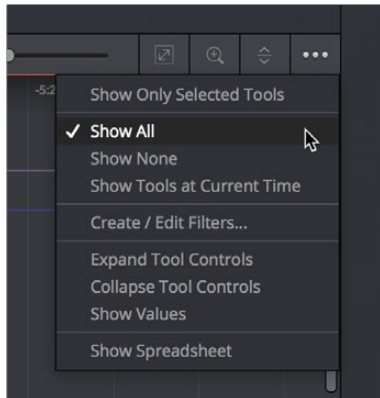 -5:2
Show Only Selected Tools
✓ Show All
Show None
Show Tools at Current Time
Create / Edit Filters...
Expand Tool Controls
Collapse Tool Controls
Show Values
Show Spreadsheet